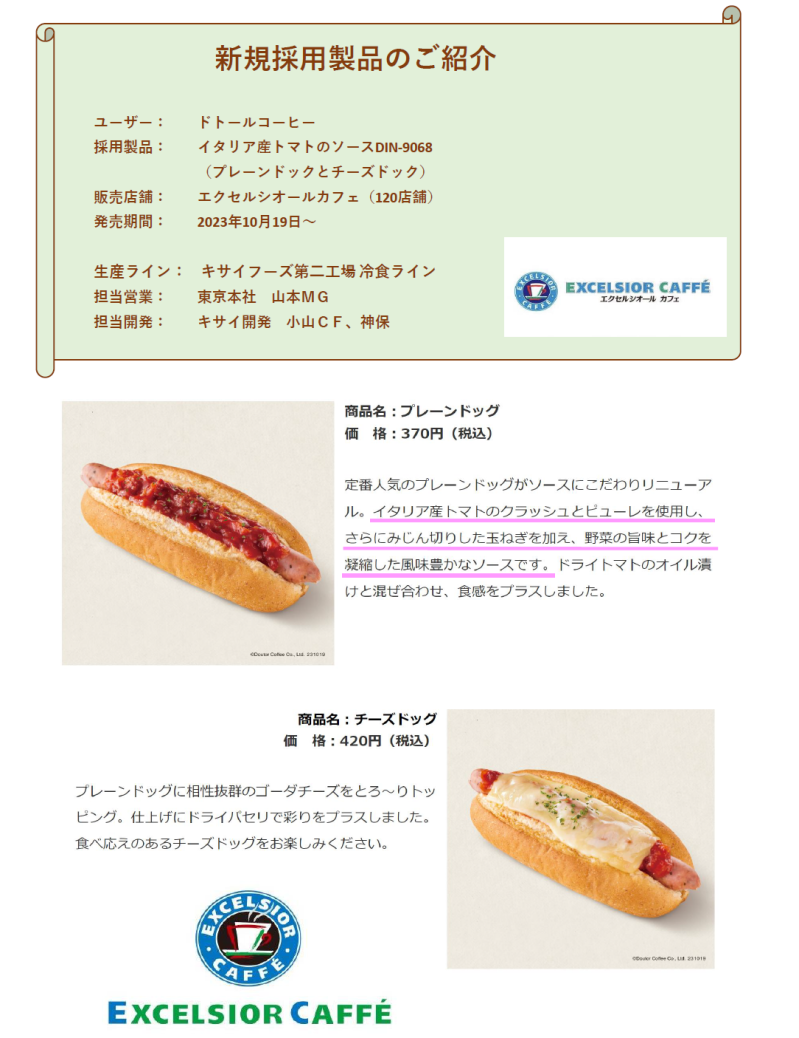 新規採用製品のご紹介
ユーザー： ドトールコーヒー
採用製品： イタリア産トマトのソースDIN-9068
（プレーンドックとチーズドック）
販売店舗： エクセルシオールカフェ（120店舗）
発売期間： 2023年10月19日～
生産ライン： キサイフーズ第二工場 冷食ライン
担当営業： 東京本社　山本ＭＧ
担当開発： キサイ開発　小山ＣＦ、神保
EXCELSIOR CAFFÉ
EXCELSIOR CAFFÉ
エクセルシオール カフェ
商品名：プレーンドッグ
価　格：370円（税込）
定番人気のプレーンドッグがソースにこだわりリニューア
ル。イタリア産トマトのクラッシュとピューレを使用し、
さらにみじん切りした玉ねぎを加え、野菜の旨味とコクを
凝縮した風味豊かなソースです。ドライトマトのオイル漬
けと混ぜ合わせ、食感をプラスしました。
©Doutor Coffee Co., Ltd. 231019
商品名：チーズドッグ
価　格：420円（税込）
プレーンドッグに相性抜群のゴーダチーズをとろ～りトッ
ピング。仕上げにドライパセリで彩りをプラスしました。
食べ応えのあるチーズドッグをお楽しみください。
©Doutor Coffee Co., Ltd. 231019
EXCELSIOR CAFFÉ
EXCELSIOR CAFFÉ